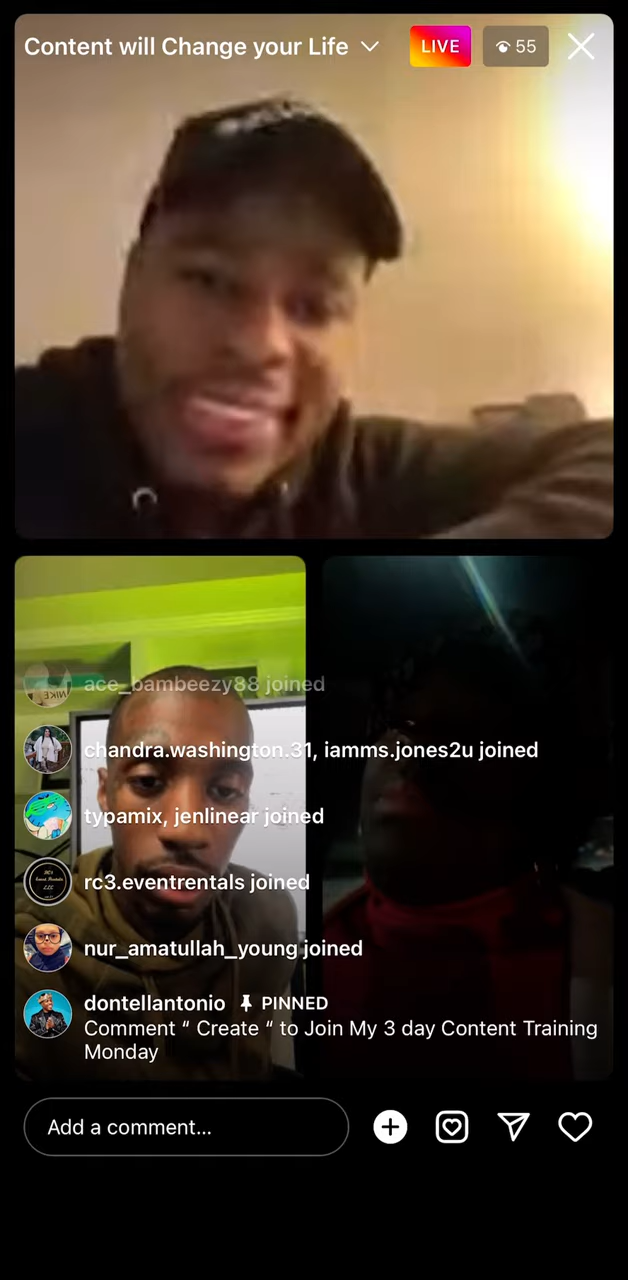 Content will Change your Life
LIVE
55
ace_bambeezy88 joined
chandra.washington.31, iamms.jones2u joined
typamix, jenlinear joined
rc3.eventrentals joined
nur_amatullah_young joined
dontellantonio PINNED
Comment “ Create “ to Join My 3 day Content Training
Monday
Add a comment...